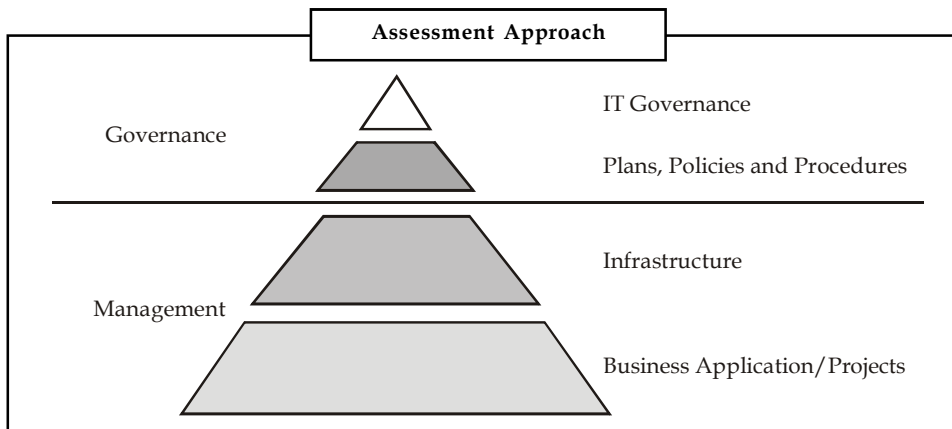 Assessment Approach
Governance
IT Governance
Plans, Policies and Procedures
Management
Infrastructure
Business Application/Projects